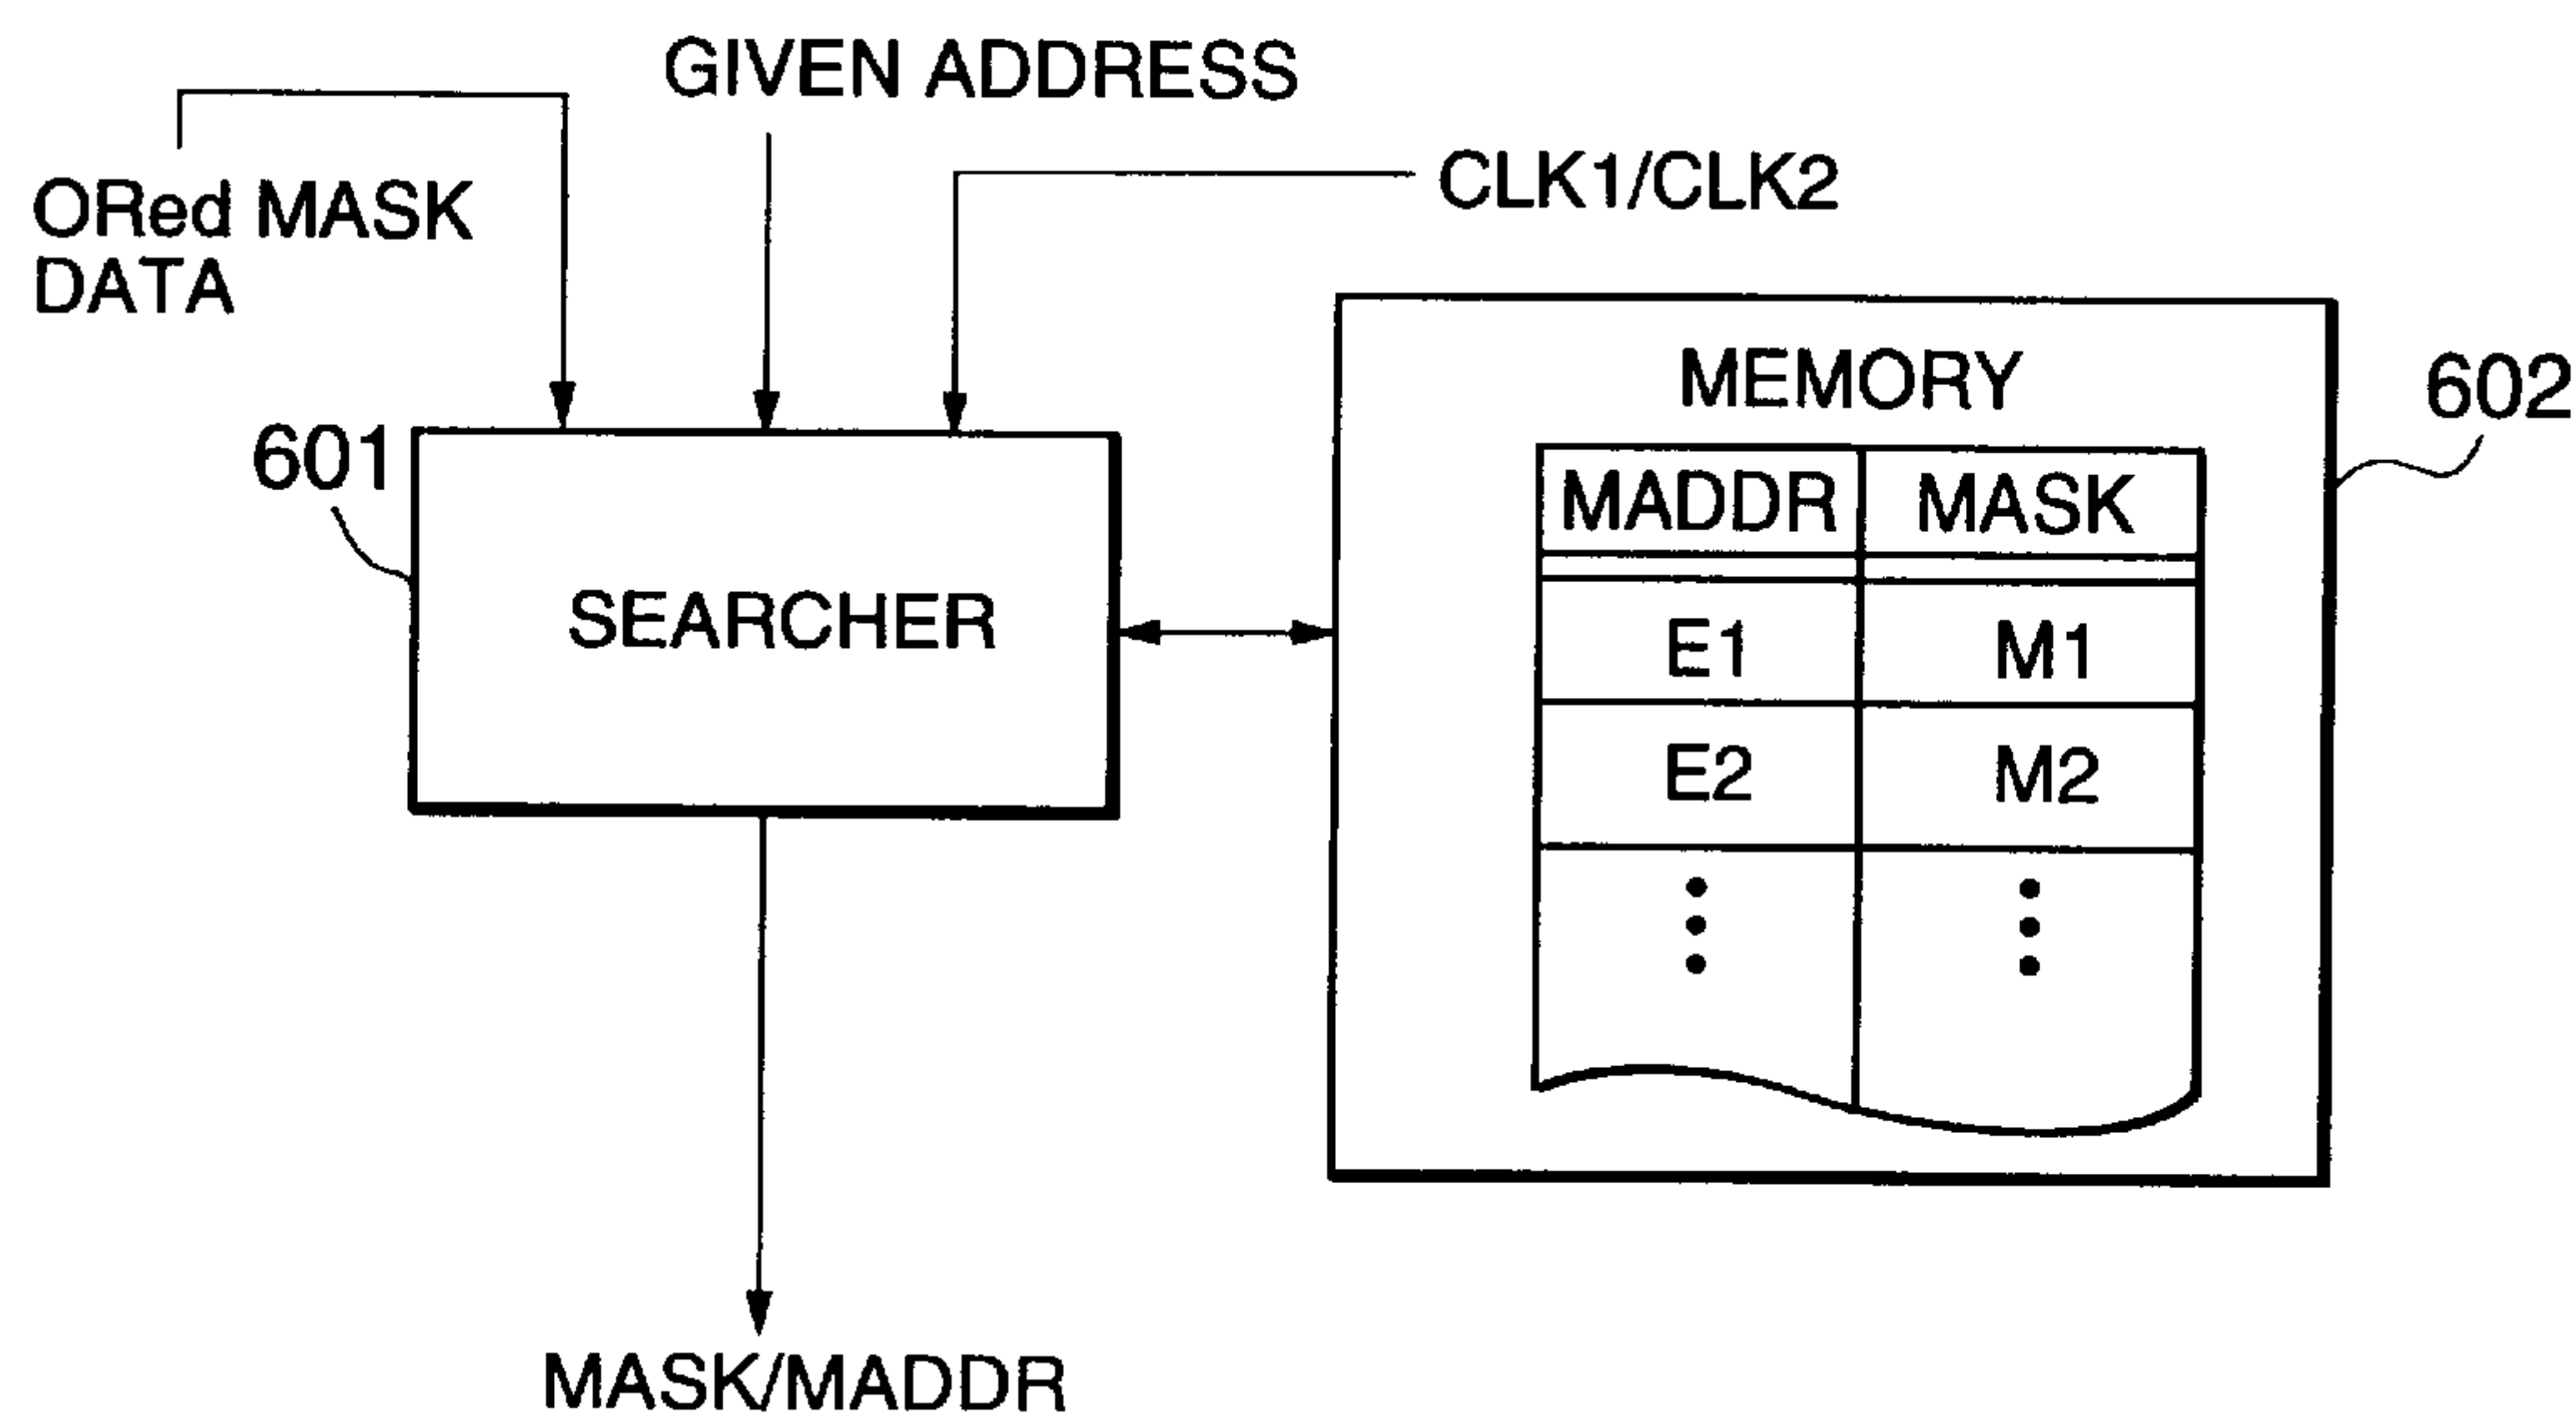 GIVEN ADDRESS
ORed MASK
DATA
CLK1/CLK2
601
SEARCHER
MEMORY
602
MADDR MASK
E1 M1
E2 M2
MASK/MADDR